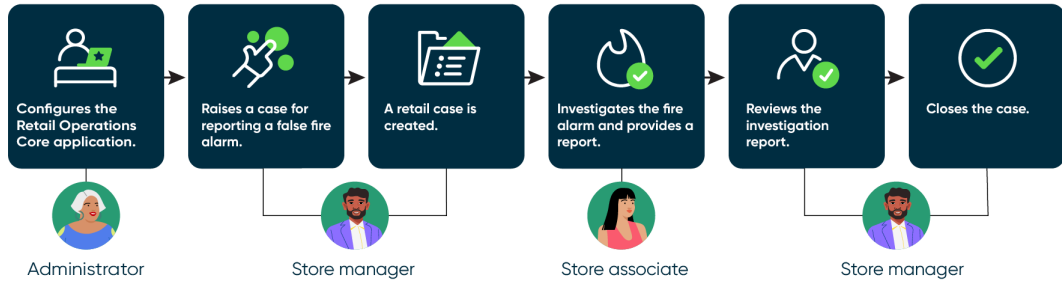 Configures the
Retail Operations
Core application.
Raises a case for
reporting a false fire
alarm.
A retail case is
created.
Investigates the fire
alarm and provides a
report.
Reviews the
investigation
report.
Closes the case.
Administrator
Store manager
Store associate
Store manager